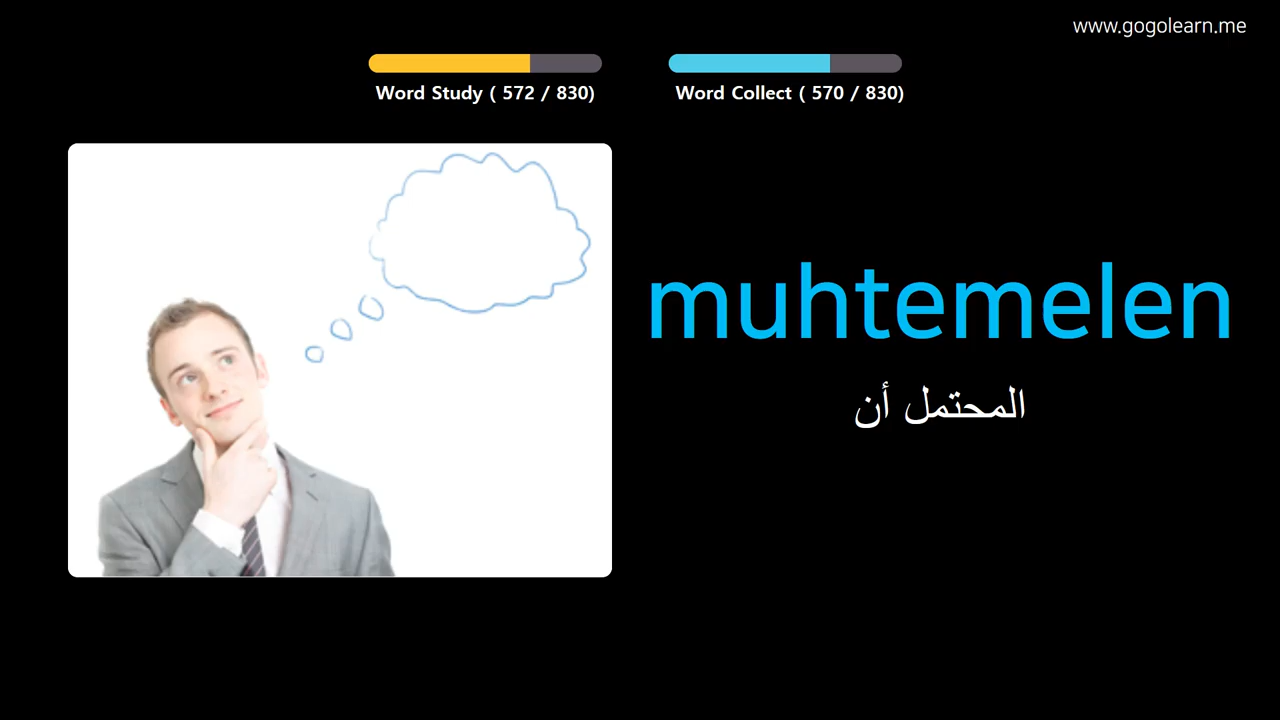 www.gogolearn.me
Word Study ( 572 / 830)
Word Collect ( 570 / 830)
muhtemelen
المحتمل أن